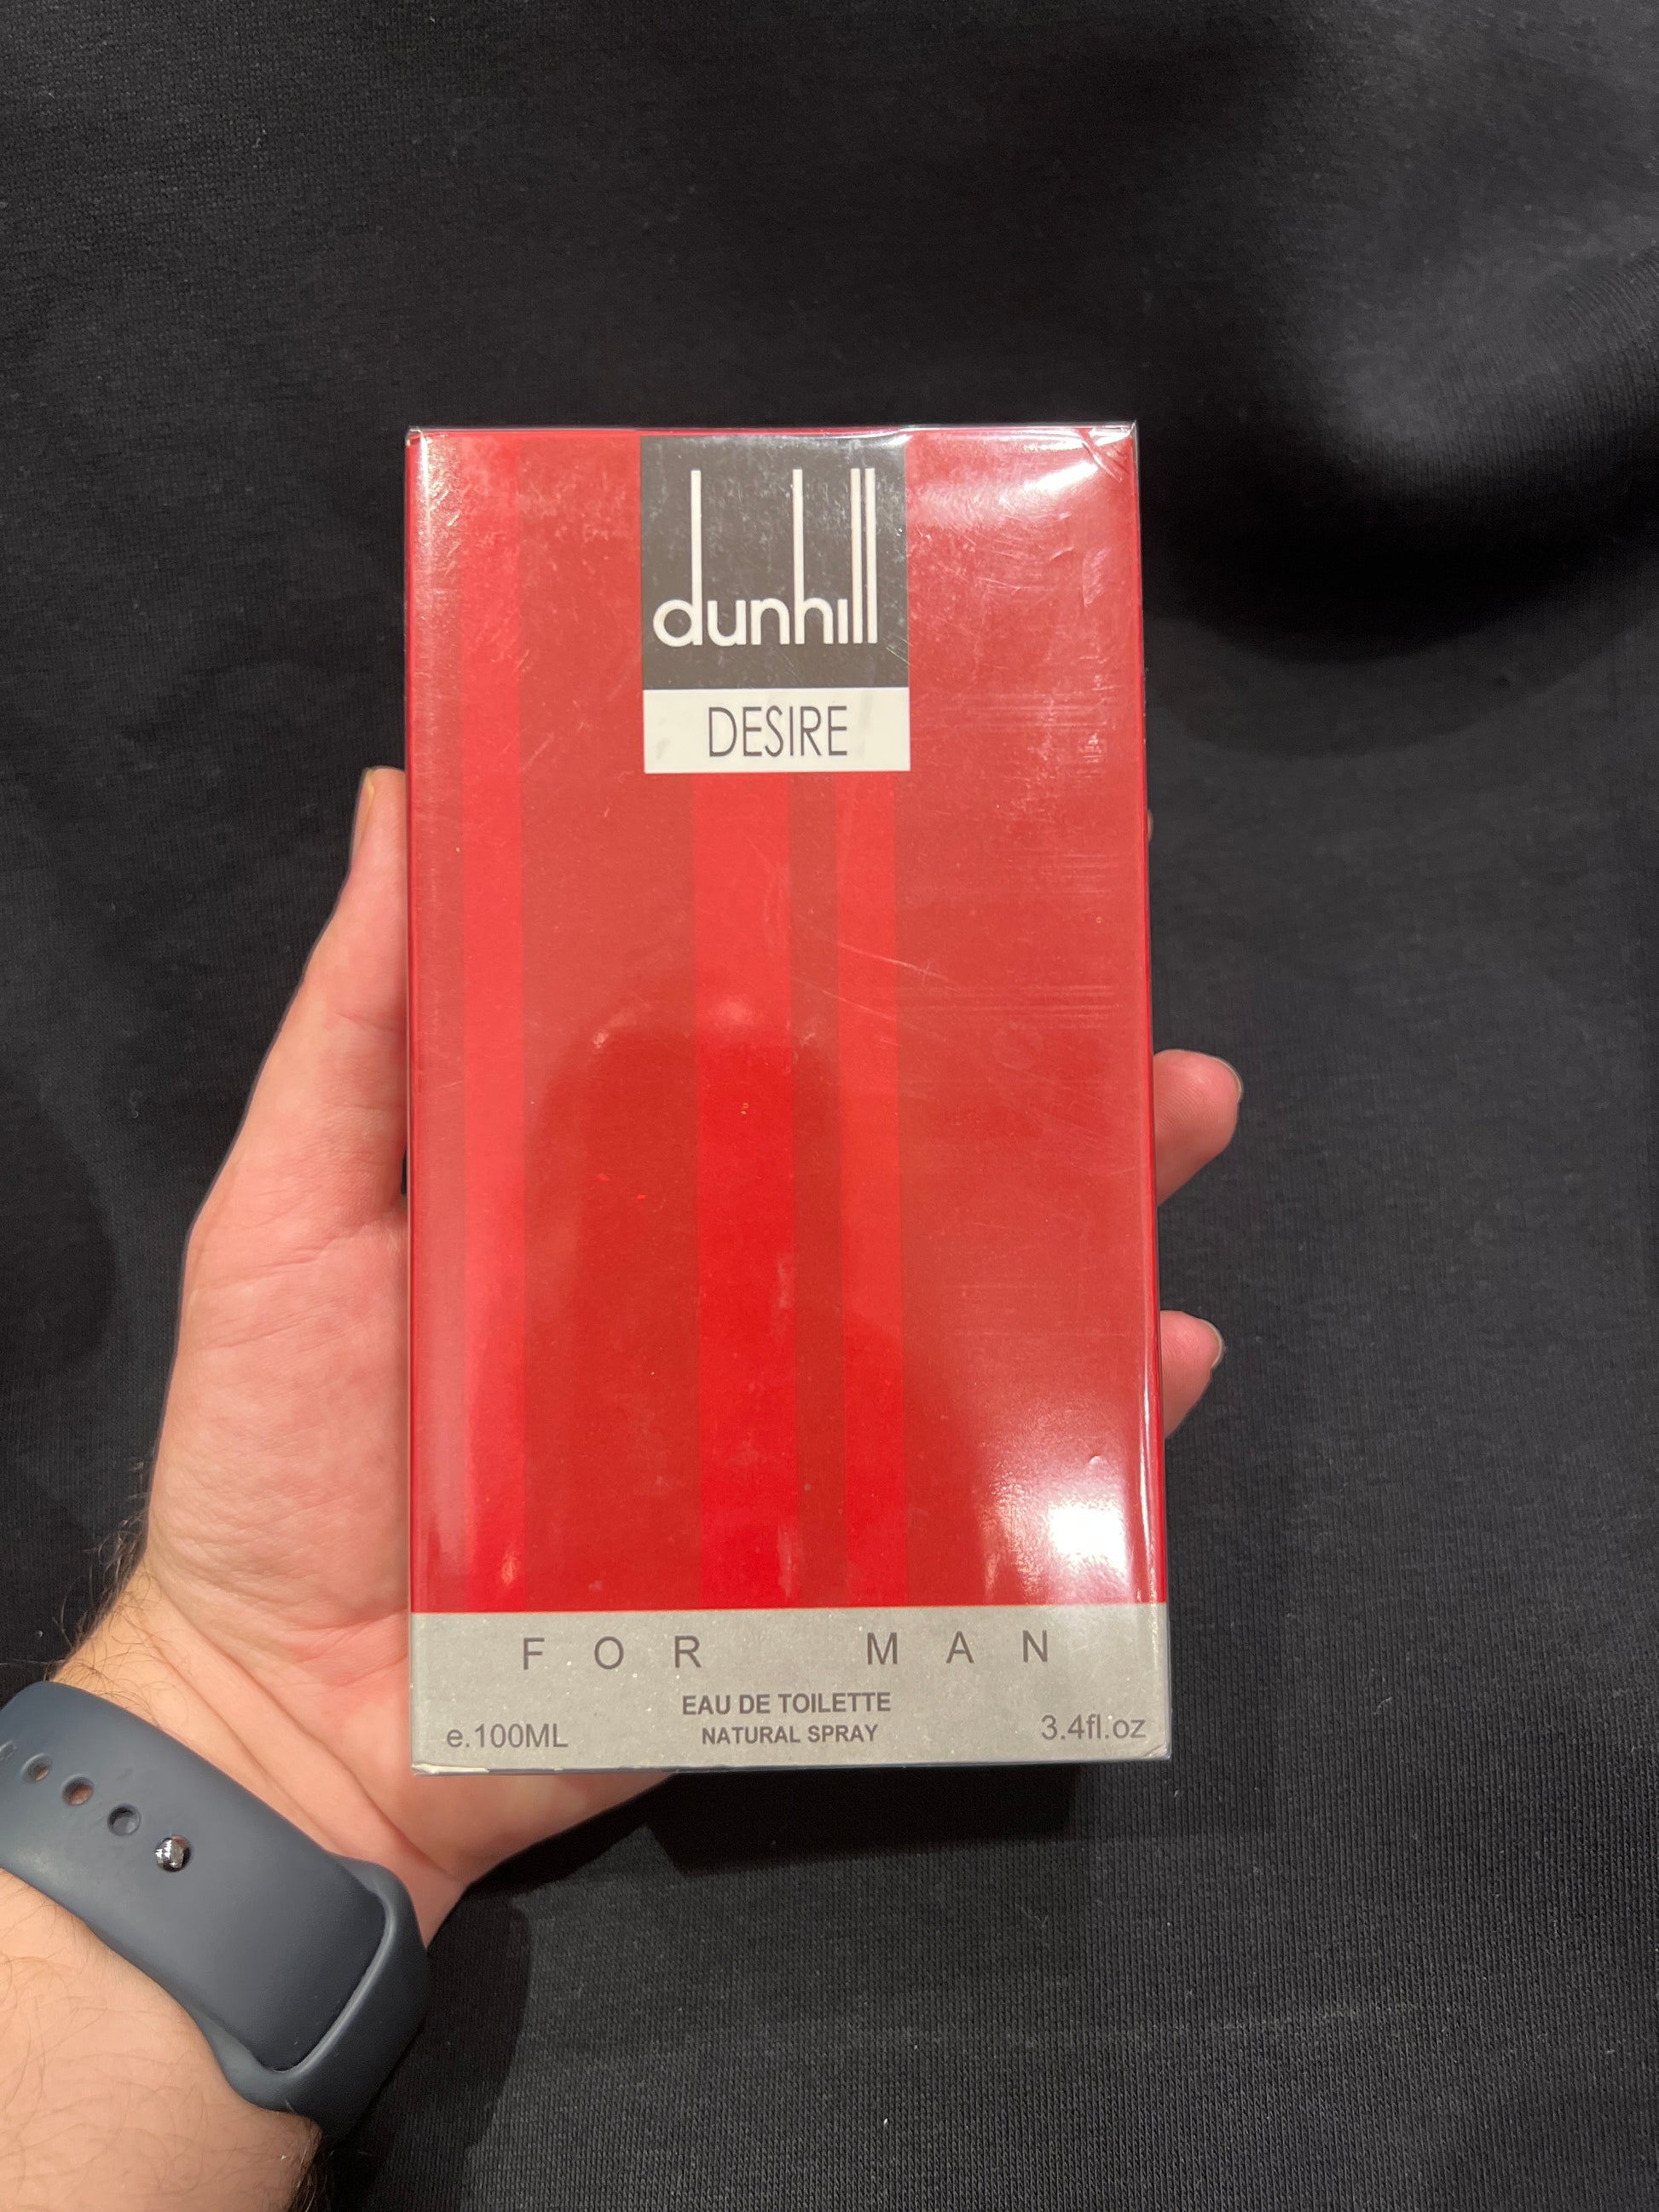 dunhill
DESIRE
FOR MAN
EAU DE TOILETTE
e.100ML NATURAL SPRAY 3.4fl.oz